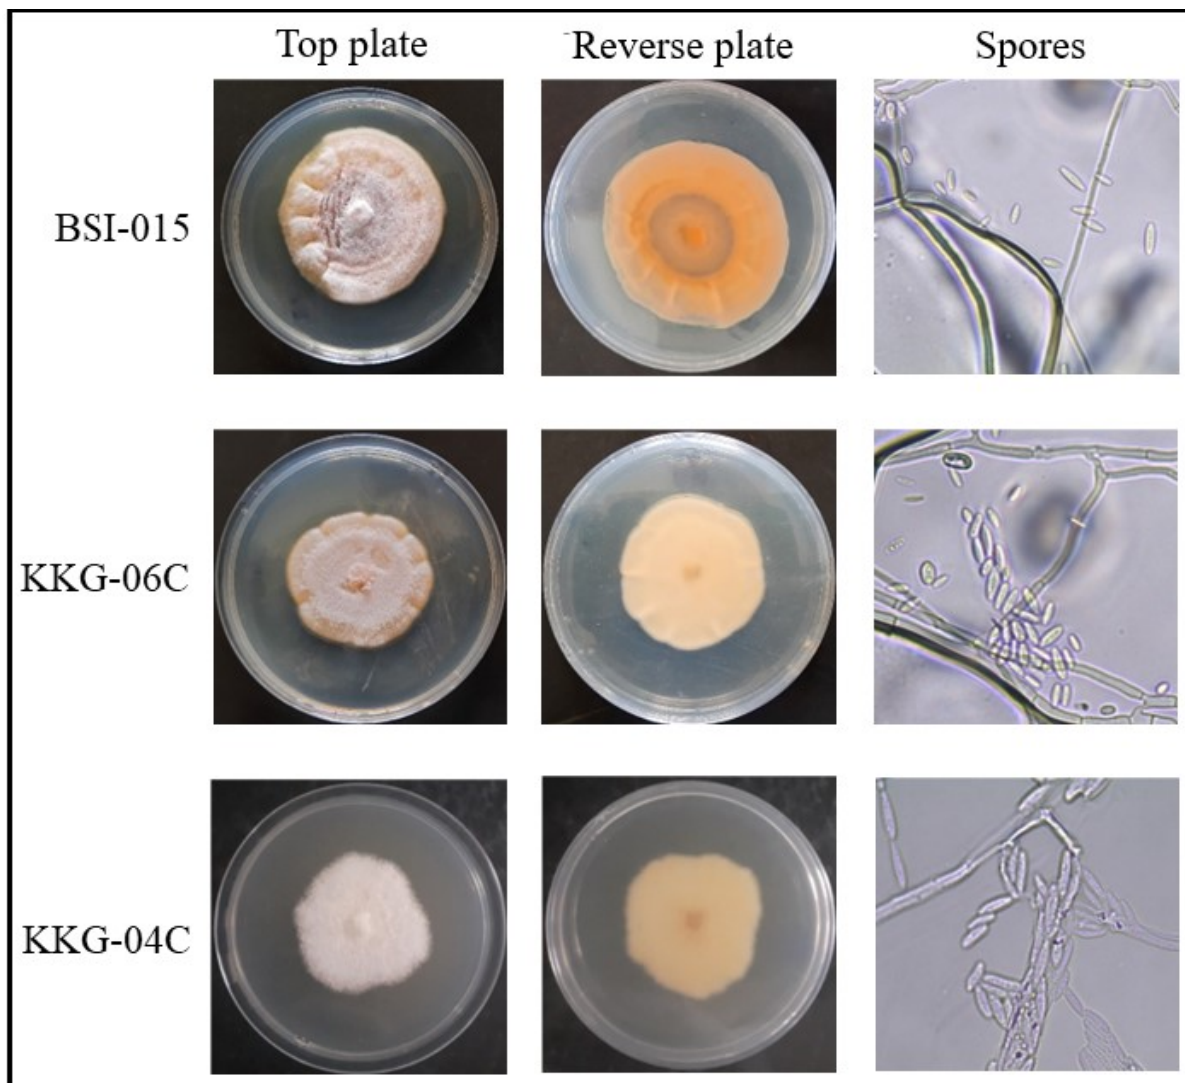 Top plate
Reverse plate
Spores
BSI-015
KKG-06C
KKG-04C